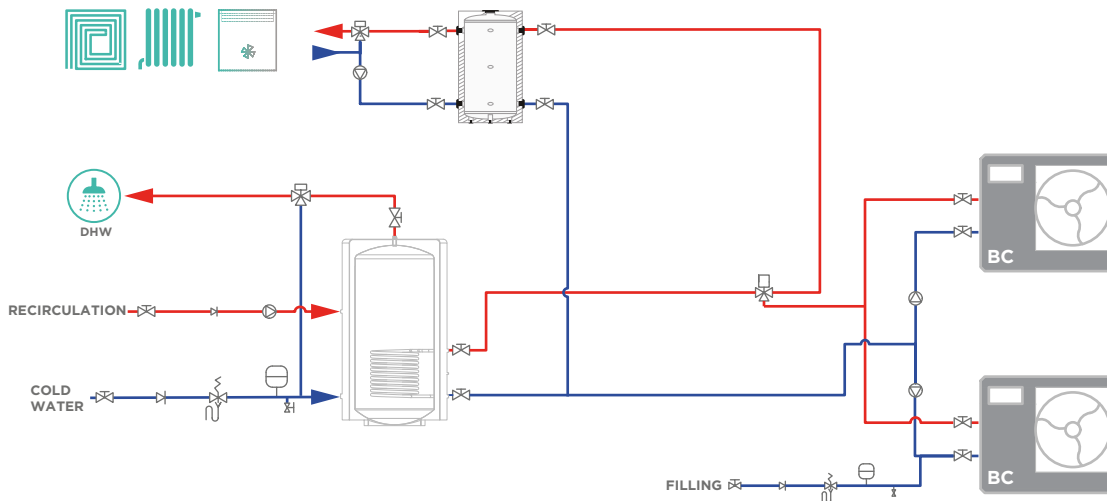 DHW
BC
RECIRCULATION
COLD
WATER
BC
FILLING